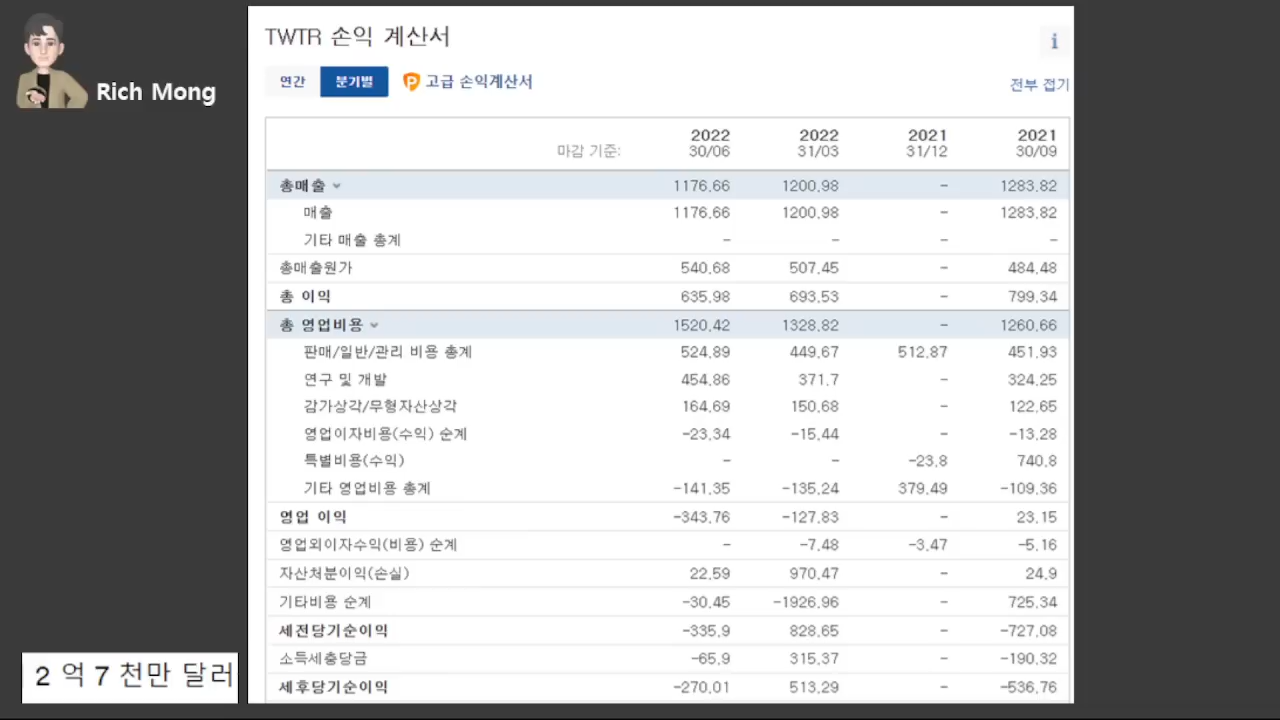 Rich Mong
TWTR 손익 계산서
i
연간 분기별 P 고급 손익계산서 전부 접기
마감 기준: 2022 30/06 2022 31/03 2021 31/12 2021 30/09
총매출 1176.66 1200.98 - 1283.82
매출 1176.66 1200.98 - 1283.82
기타 매출 총계 - - - -
총매출원가 540.68 507.45 - 484.48
총 이익 635.98 693.53 - 799.34
총 영업비용 1520.42 1328.82 - 1260.66
판매/일반/관리 비용 총계 524.89 449.67 512.87 451.93
연구 및 개발 454.86 371.7 - 324.25
감가상각/무형자산상각 164.69 150.68 - 122.65
영업이자비용(수익) 순계 -23.34 -15.44 - -13.28
특별비용(수익) - - -23.8 740.8
기타 영업비용 총계 -141.35 -135.24 379.49 -109.36
영업 이익 -343.76 -127.83 - 23.15
영업외이자수익(비용) 순계 - -7.48 -3.47 -5.16
자산처분이익(손실) 22.59 970.47 - 24.9
기타비용 순계 -30.45 -1926.96 - 725.34
세전당기순이익 -335.9 828.65 - -727.08
소득세충당금 -65.9 315.37 - -190.32
세후당기순이익 -270.01 513.29 - -536.76
2 억 7 천만 달러